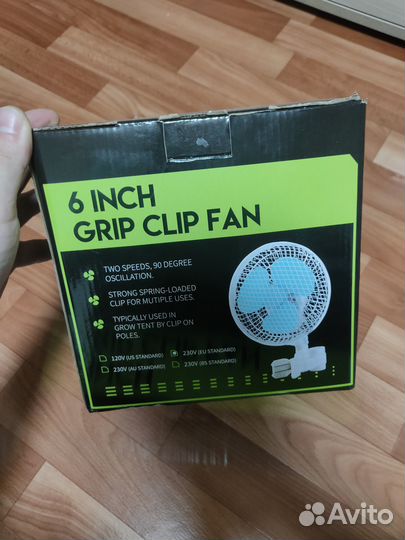 6 INCH
GRIP CLIP FAN
TWO SPEEDS, 90 DEGREE
OSCILLATION.
STRONG SPRING-LOADED
CLIP FOR MUTIPLE USES.
TYPICALLY USED IN
GROW TENT BY CLIP ON
POLES.
120V (US STANDARD) 230V (EU STANDARD)
230V (AU STANDARD) 230V (BS STANDARD)
Avito